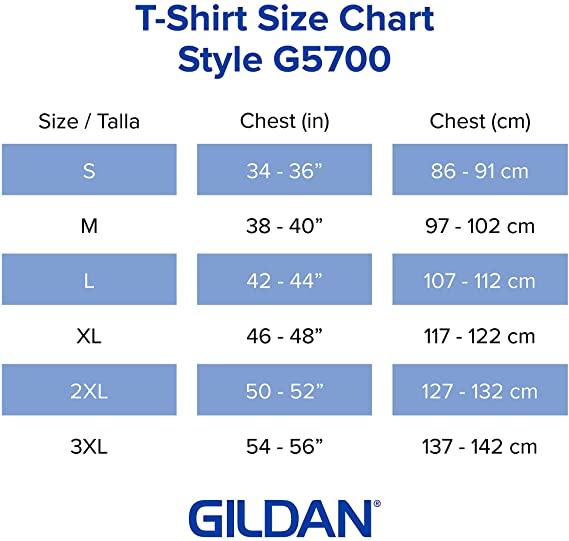 T-Shirt Size Chart
Style G5700
Size / Talla Chest (in) Chest (cm)
S 34 - 36” 86 - 91 cm
M 38 - 40” 97 - 102 cm
L 42 - 44” 107 - 112 cm
XL 46 - 48” 117 - 122 cm
2XL 50 - 52” 127 - 132 cm
3XL 54 - 56” 137 - 142 cm
GILDAN®